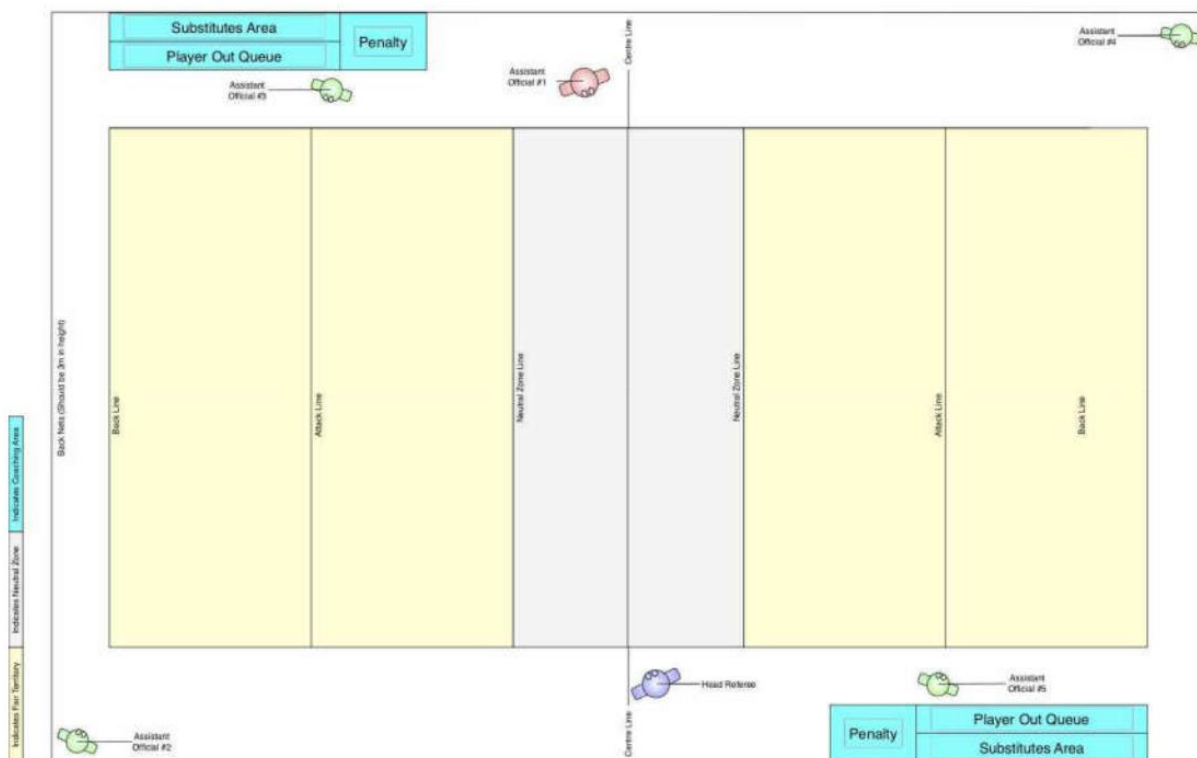 Substitutes Area
Player Out Queue
Penalty
Centre Line
Assistant
Official #4
Assistant
Official #3
Assistant
Official #1
Back Nets (Should be 3m in height)
Back Line
Attack Line
Neutral Zone Line
Neutral Zone Line
Attack Line
Back Line
Indicates Coaching Area
Indicates Neutral Zone
Indicates Fair Territory
Head Referee
Assistant
Official #5
Assistant
Official #2
Centre Line
Penalty
Player Out Queue
Substitutes Area